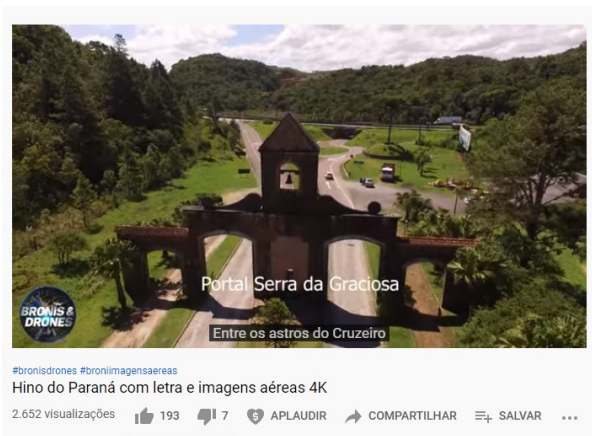 Portal Serra da Graciosa
BRONIS &
DRONES
Entre os astros do Cruzeiro
#bronisdrones #broniimagensaereas
Hino do Paraná com letra e imagens aéreas 4K
2.652 visualizações 193 7 APLAUDIR COMPARTILHAR SALVAR